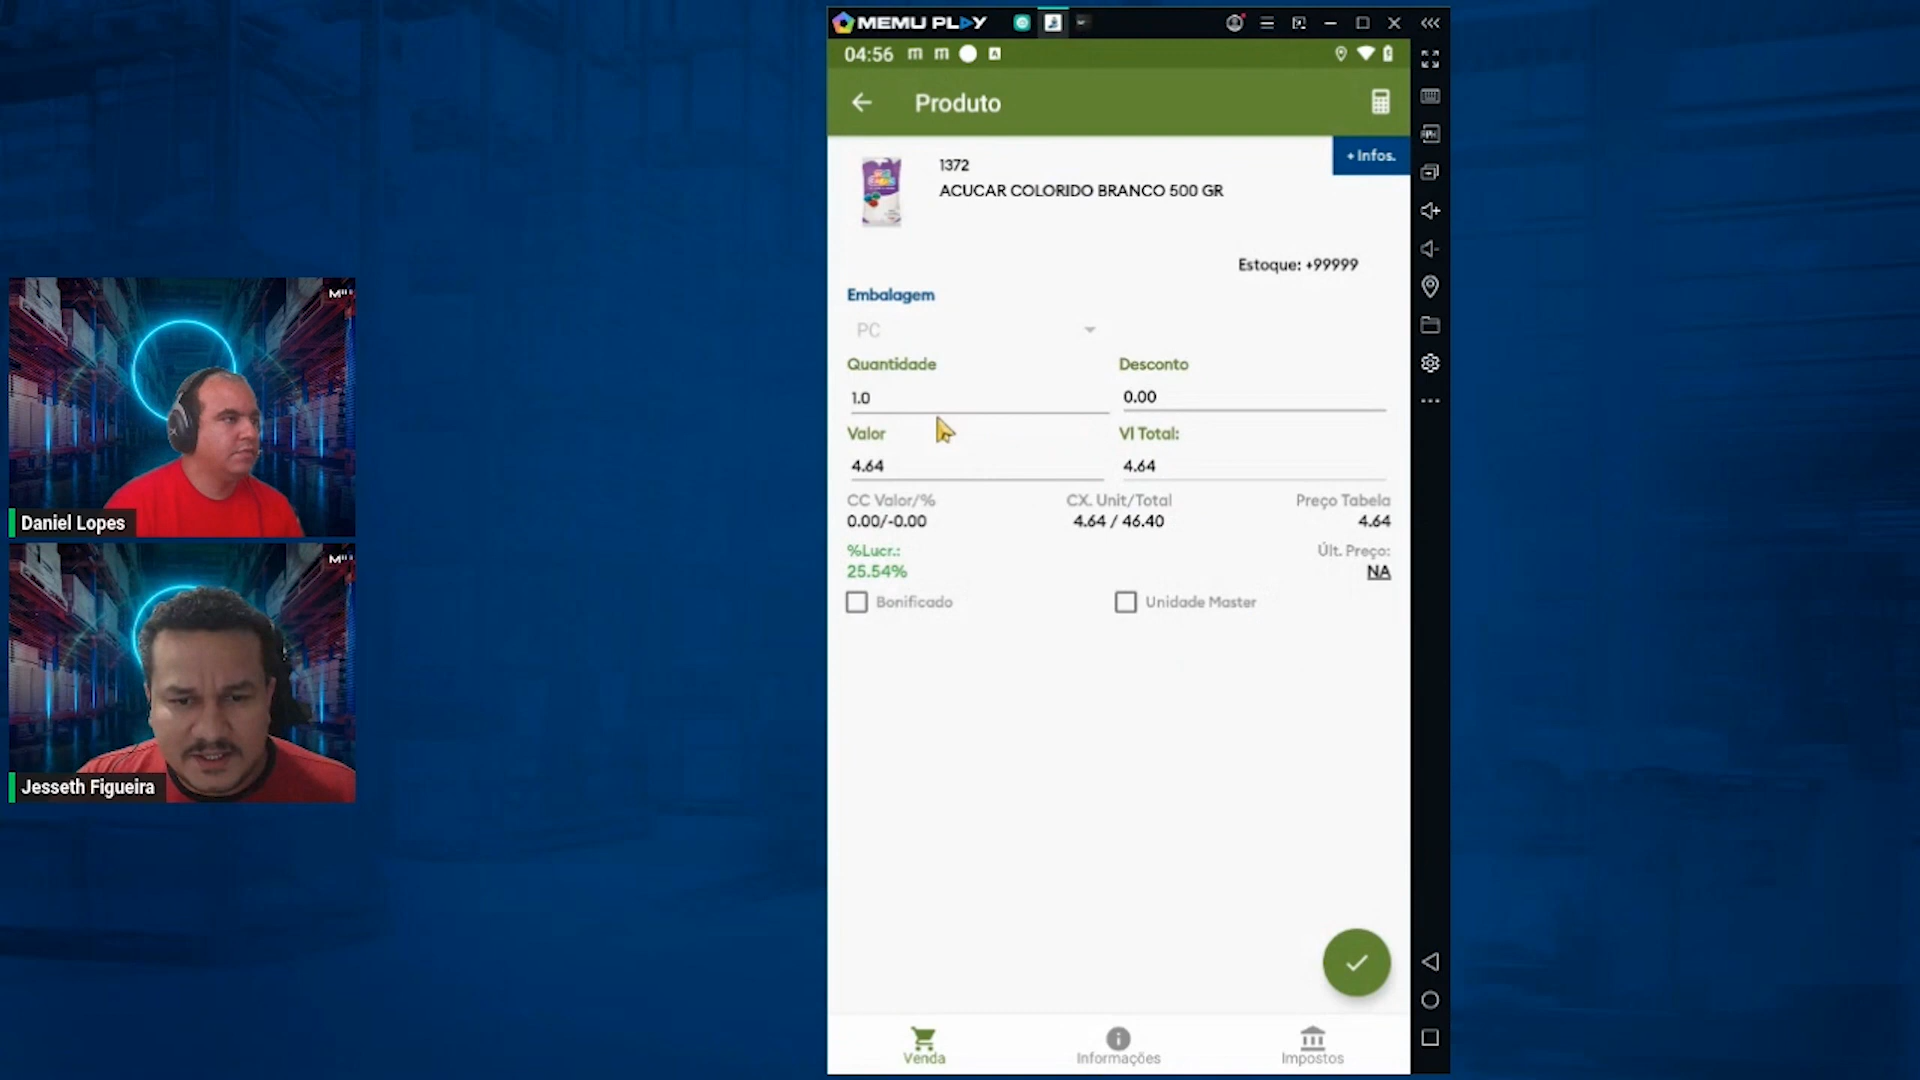 MEMU PLAY
04:56
Produto
+ Infos.
1372
ACUCAR COLORIDO BRANCO 500 GR
Estoque: +99999
Embalagem
PC
Quantidade
Desconto
1.0
0.00
Valor
Vl Total:
4.64
4.64
CC Valor/%
CX. Unit/Total
Preço Tabela
0.00/-0.00
4.64 / 46.40
4.64
%Lucr.:
Últ. Preço:
25.54%
NA
Bonificado
Unidade Master
Venda
Informações
Impostos
Daniel Lopes
Jesseth Figueira